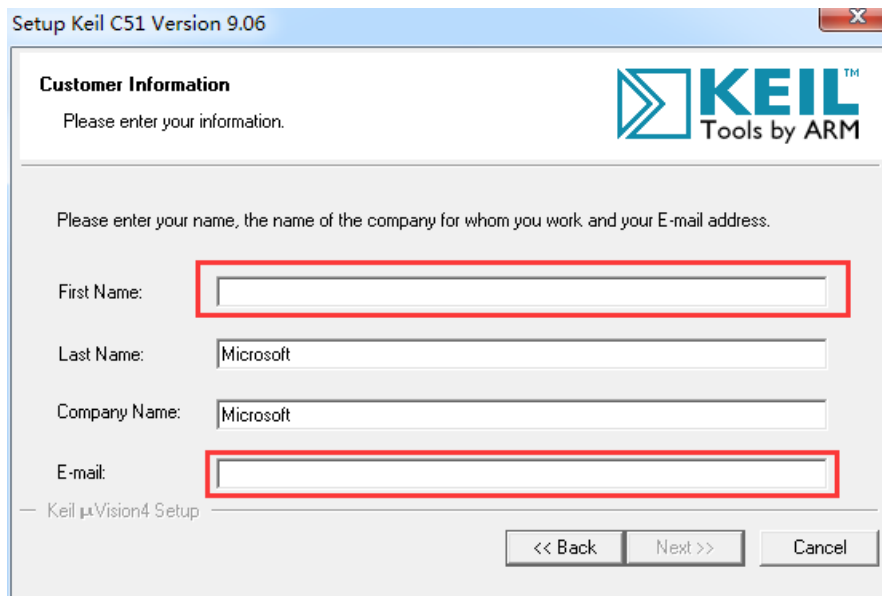 Setup Keil C51 Version 9.06
Customer Information
Please enter your information.
KEIL™
Tools by ARM
Please enter your name, the name of the company for whom you work and your E-mail address.
First Name:
Last Name: Microsoft
Company Name: Microsoft
E-mail:
Keil µVision4 Setup
<< Back Next >> Cancel